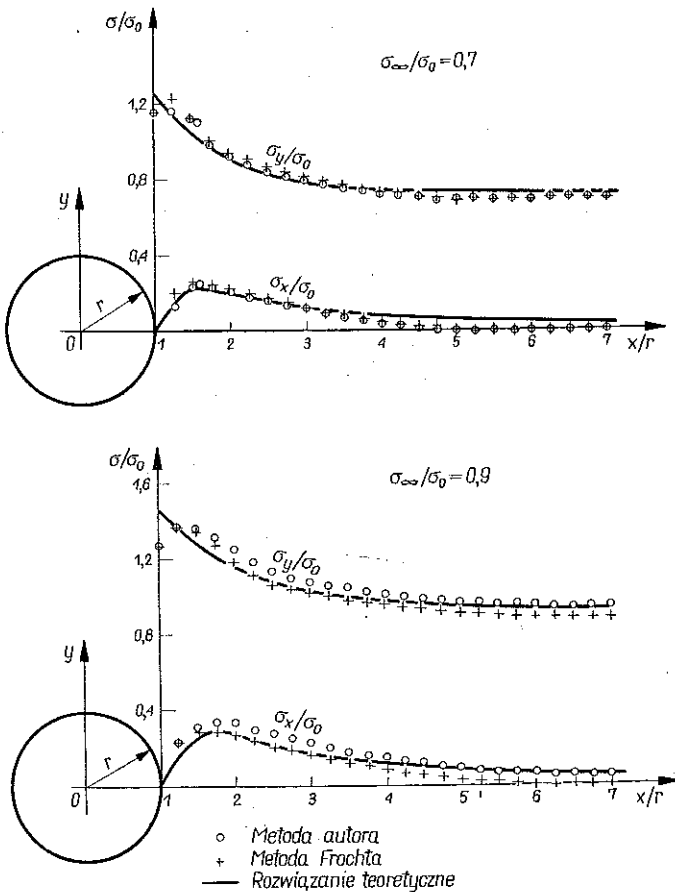 σ/σ₀
σ∞/σ₀ = 0,7
1,2
σy/σ₀
0,8
y
0,4
σx/σ₀
r
0 1 2 3 4 5 6 7 x/r
σ/σ₀
σ∞/σ₀ = 0,9
1,6
1,2
σy/σ₀
0,8
y
0,4
σx/σ₀
r
0 1 2 3 4 5 6 7 x/r
○ Metoda autora
+ Metoda Frochta
— Rozwiązanie teoretyczne